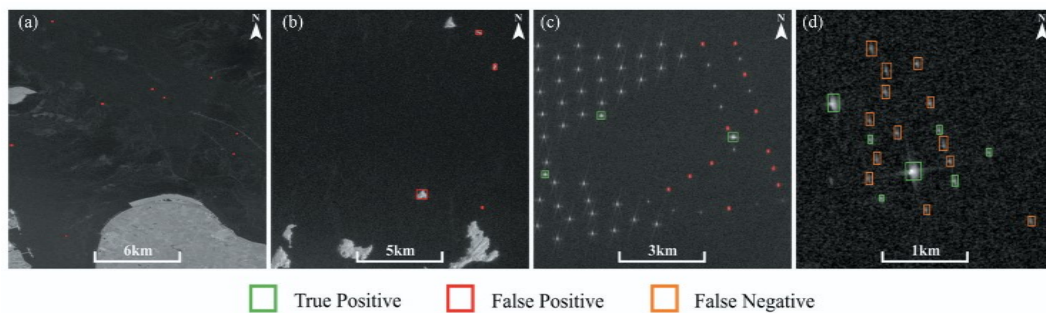 (a) N
(b) N
(c) N
(d) N
6km 5km 3km 1km
True Positive False Positive False Negative